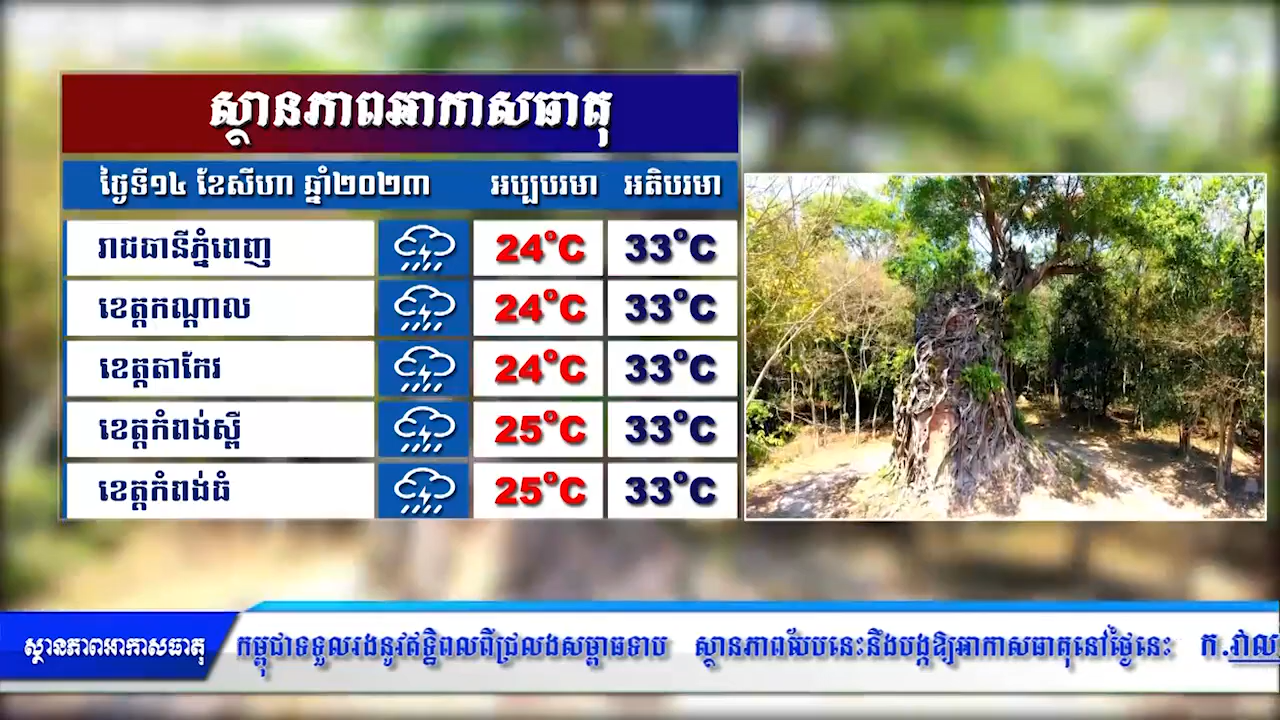 ស្ថានភាពអាកាសធាតុ
ថ្ងៃទី១៤ ខែសីហា ឆ្នាំ២០២៣ អប្បបរមា អតិបរមា
រាជធានីភ្នំពេញ 24°C 33°C
ខេត្តកណ្តាល 24°C 33°C
ខេត្តតាកែវ 24°C 33°C
ខេត្តកំពង់ស្ពឺ 25°C 33°C
ខេត្តកំពង់ធំ 25°C 33°C
ស្ថានភាពអាកាសធាតុ កម្ពុជាទទួលរងនូវឥទ្ធិពលពីជ្រលងសម្ពាធទាប ស្ថានភាពបែបនេះនឹងបង្កឱ្យអាកាសធាតុនៅថ្ងៃនេះ ក.វាល